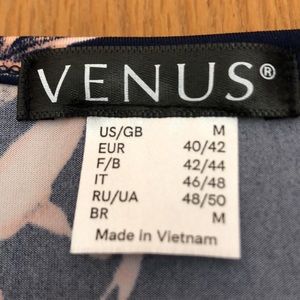 VENUS®
US/GB M
EUR 40/42
F/B 42/44
IT 46/48
RU/UA 48/50
BR M
Made in Vietnam